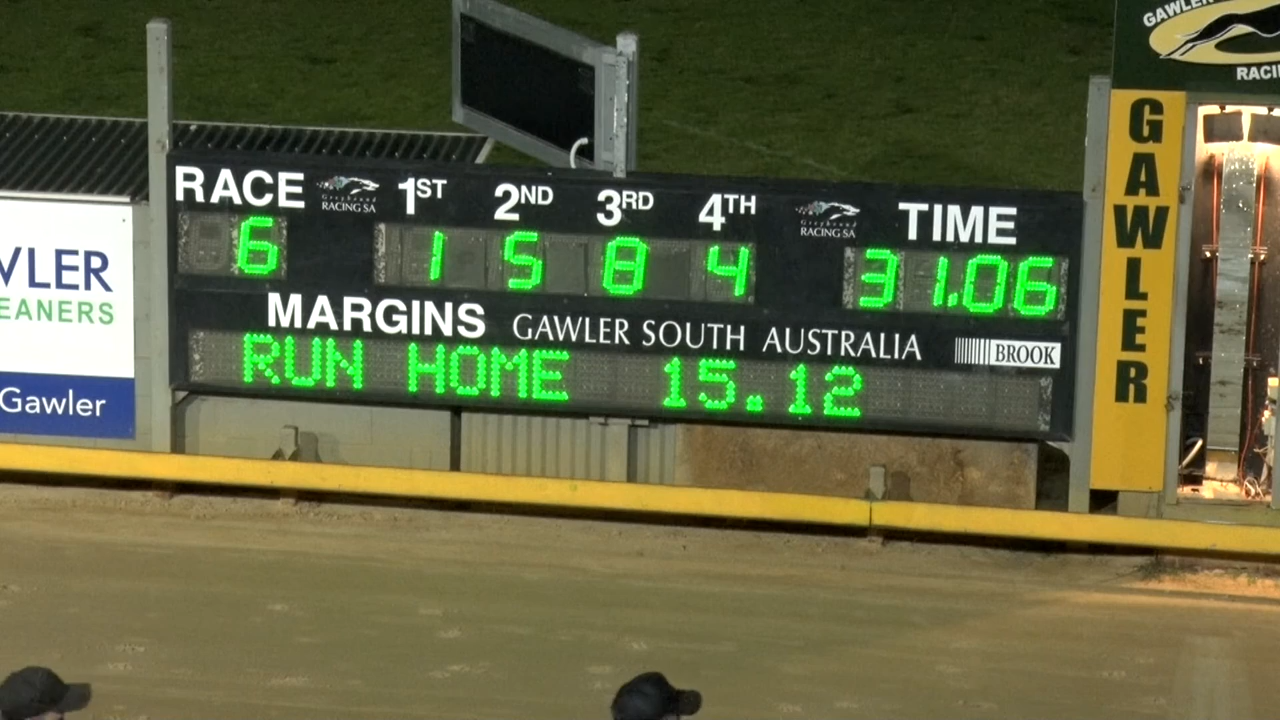 GAWLER
RACI
RACE
Greyhound
RACING SA
1ST
2ND
3RD
4TH
Greyhound
RACING SA
TIME
6
1
5
8
4
31.06
MARGINS
GAWLER SOUTH AUSTRALIA
BROOK
RUN HOME 15.12
GAWLER
WLER
EANERS
Gawler